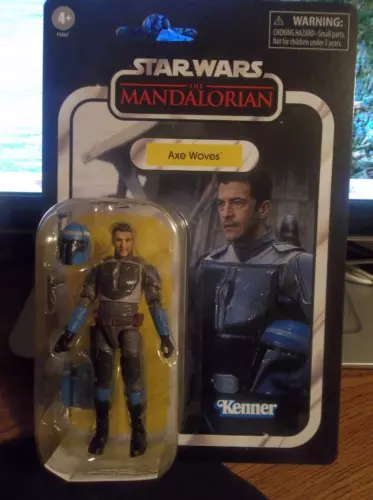 4+
WARNING:
CHOKING HAZARD–Small parts.
Not for children under 3 years.
STAR WARS
THE
MANDALORIAN
Axe Woves
Kenner